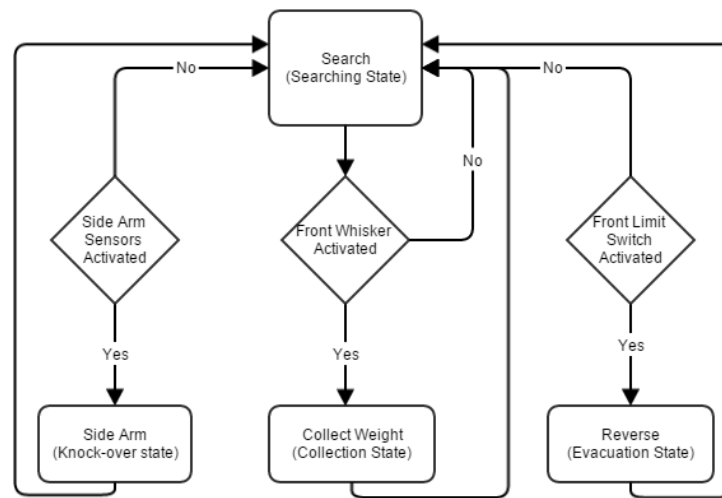 Search
(Searching State)
No
No
No
Side Arm
Sensors
Activated
Front Whisker
Activated
Front Limit
Switch
Activated
Yes
Yes
Yes
Side Arm
(Knock-over state)
Collect Weight
(Collection State)
Reverse
(Evacuation State)